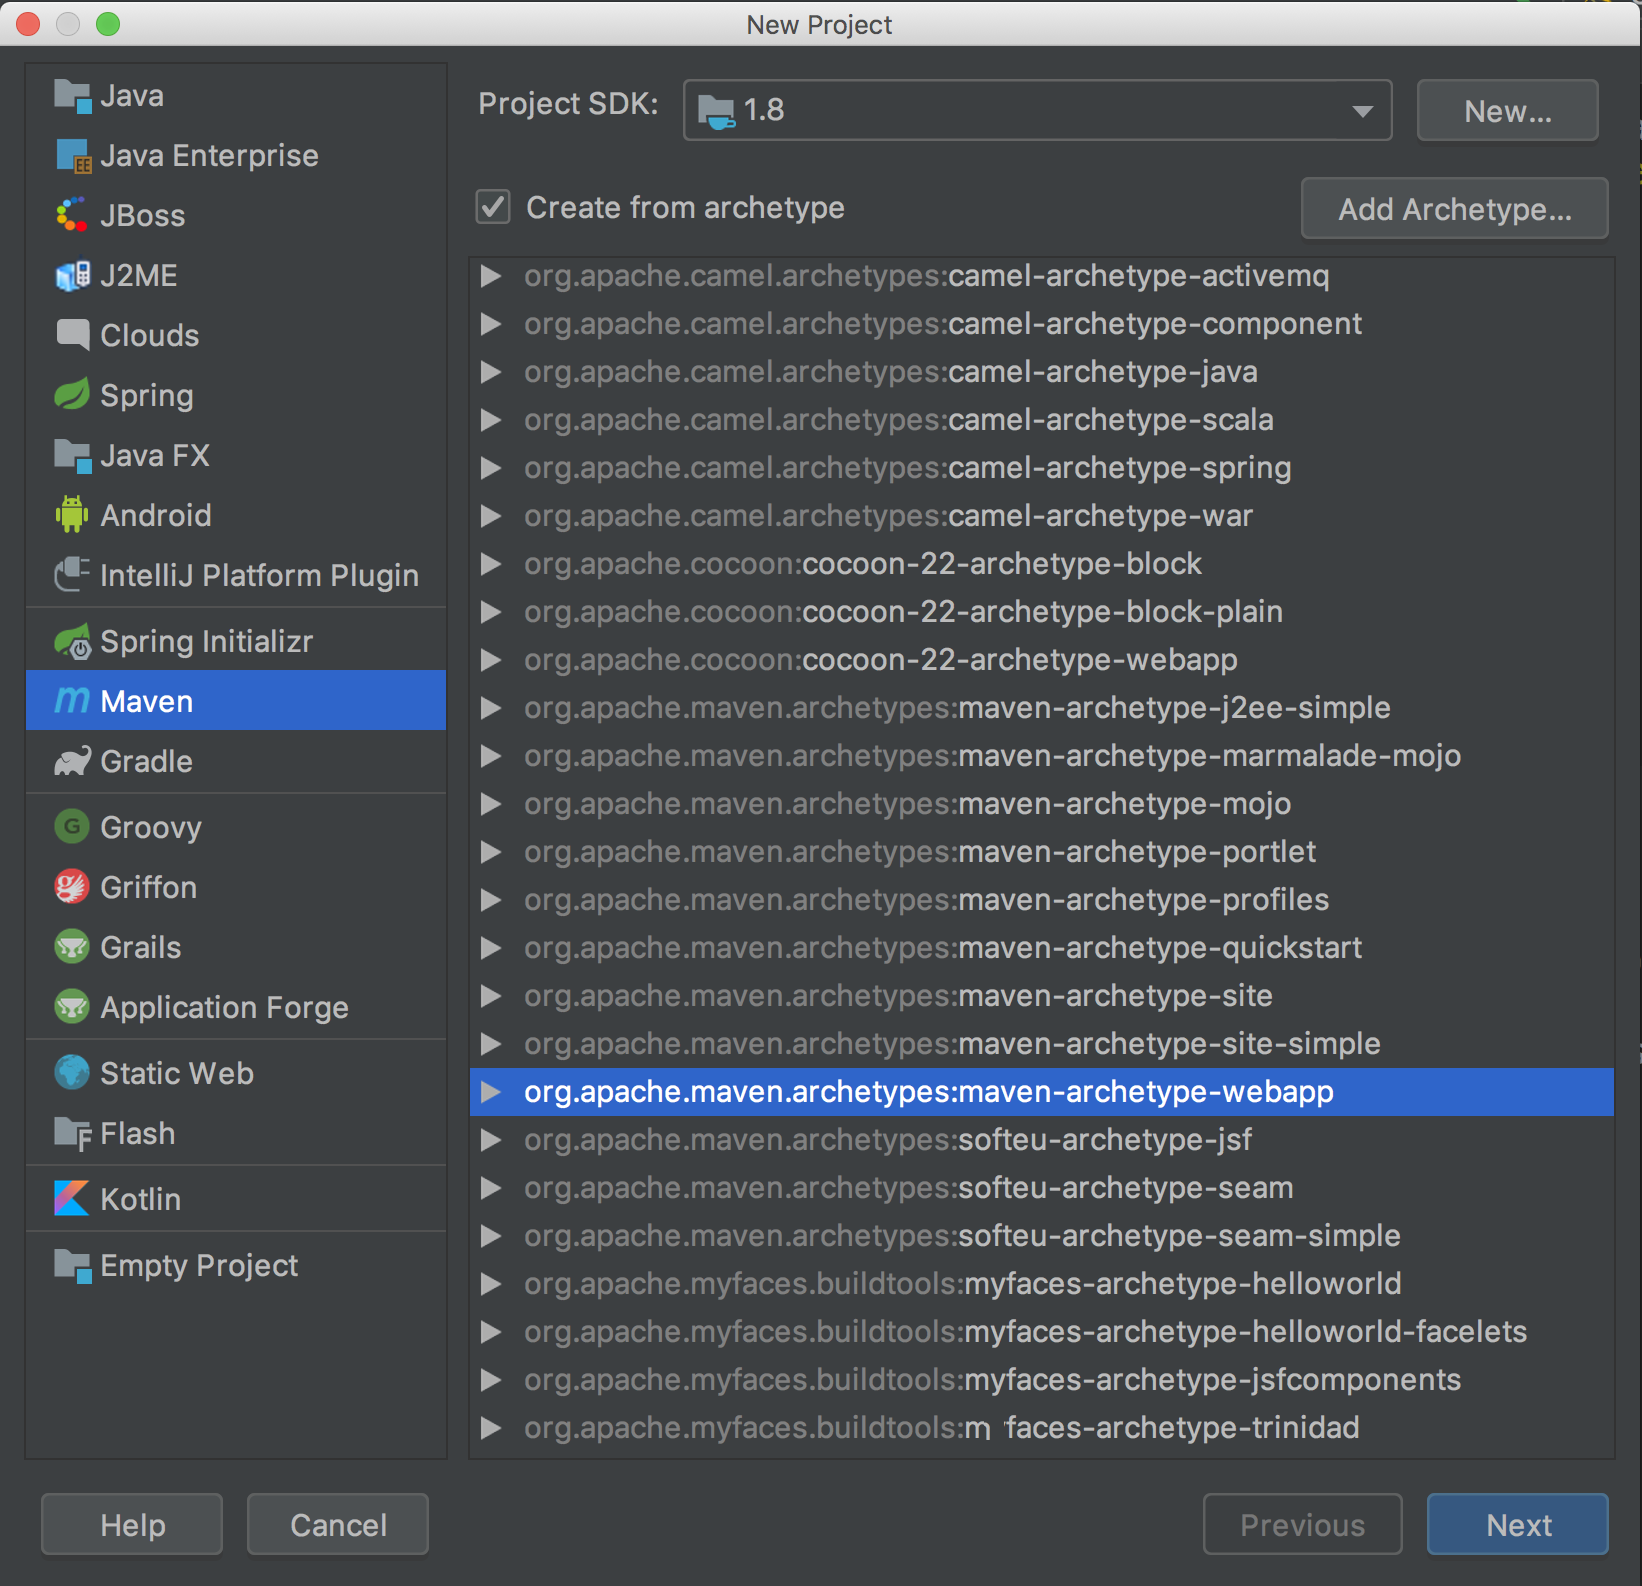 New Project
Java
Java Enterprise
JBoss
J2ME
Clouds
Spring
Java FX
Android
IntelliJ Platform Plugin
Spring Initializr
Maven
Gradle
Groovy
Griffon
Grails
Application Forge
Static Web
Flash
Kotlin
Empty Project
Project SDK: 1.8 New...
Create from archetype Add Archetype...
org.apache.camel.archetypes:camel-archetype-activemq
org.apache.camel.archetypes:camel-archetype-component
org.apache.camel.archetypes:camel-archetype-java
org.apache.camel.archetypes:camel-archetype-scala
org.apache.camel.archetypes:camel-archetype-spring
org.apache.camel.archetypes:camel-archetype-war
org.apache.cocoon:cocoon-22-archetype-block
org.apache.cocoon:cocoon-22-archetype-block-plain
org.apache.cocoon:cocoon-22-archetype-webapp
org.apache.maven.archetypes:maven-archetype-j2ee-simple
org.apache.maven.archetypes:maven-archetype-marmalade-mojo
org.apache.maven.archetypes:maven-archetype-mojo
org.apache.maven.archetypes:maven-archetype-portlet
org.apache.maven.archetypes:maven-archetype-profiles
org.apache.maven.archetypes:maven-archetype-quickstart
org.apache.maven.archetypes:maven-archetype-site
org.apache.maven.archetypes:maven-archetype-site-simple
org.apache.maven.archetypes:maven-archetype-webapp
org.apache.maven.archetypes:softeu-archetype-jsf
org.apache.maven.archetypes:softeu-archetype-seam
org.apache.maven.archetypes:softeu-archetype-seam-simple
org.apache.myfaces.buildtools:myfaces-archetype-helloworld
org.apache.myfaces.buildtools:myfaces-archetype-helloworld-facelets
org.apache.myfaces.buildtools:myfaces-archetype-jsfcomponents
org.apache.myfaces.buildtools:myfaces-archetype-trinidad
Help Cancel Previous Next